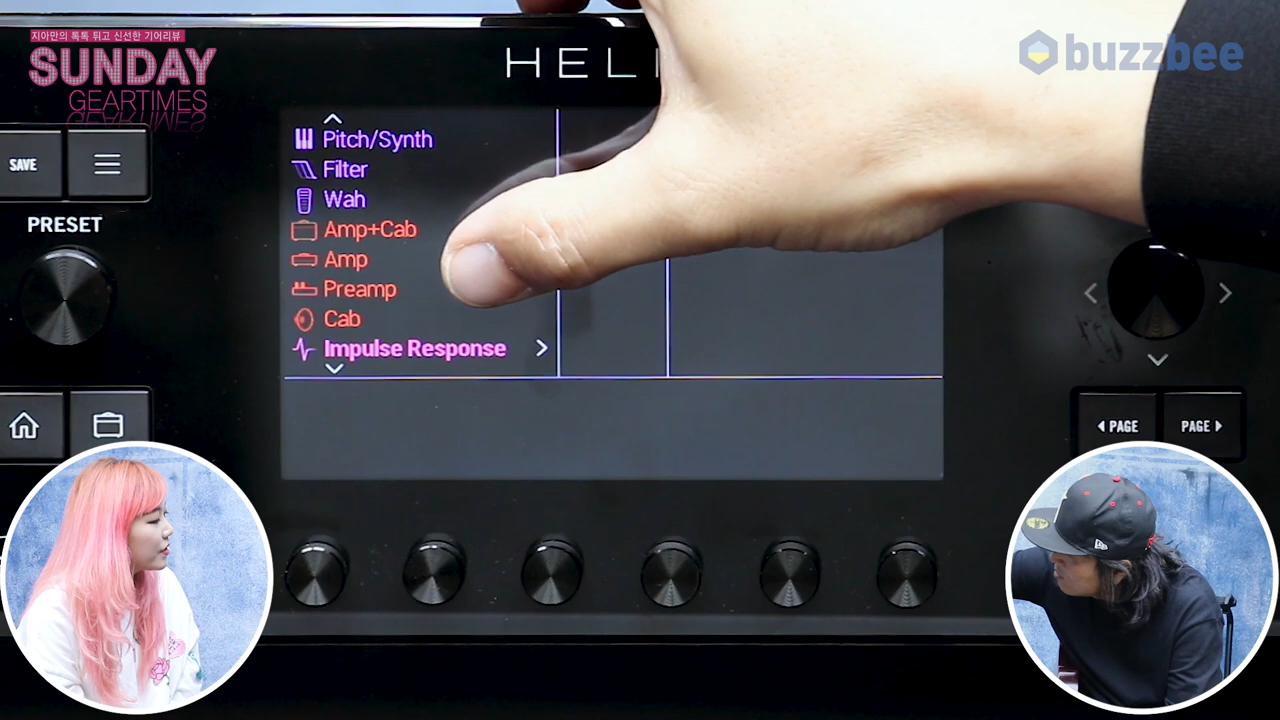 지아만의 톡톡 튀고 신선한 기어리뷰
SUNDAY
GEARTIMES
buzzbee
HELI
SAVE
PRESET
Pitch/Synth
Filter
Wah
Amp+Cab
Amp
Preamp
Cab
Impulse Response
PAGE
PAGE